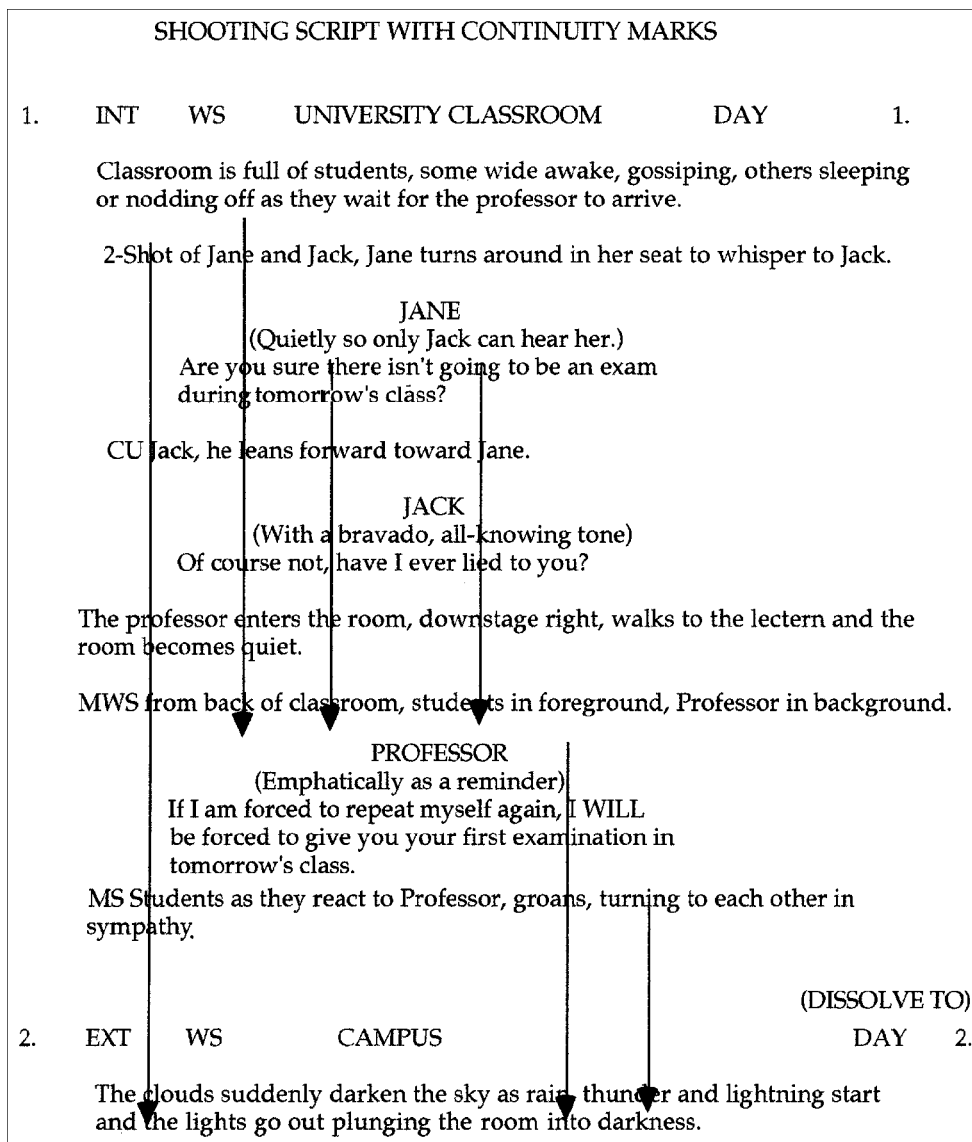 SHOOTING SCRIPT WITH CONTINUITY MARKS
1. INT WS UNIVERSITY CLASSROOM DAY 1.
Classroom is full of students, some wide awake, gossiping, others sleeping
or nodding off as they wait for the professor to arrive.
2-Shot of Jane and Jack, Jane turns around in her seat to whisper to Jack.
JANE
(Quietly so only Jack can hear her.)
Are you sure there isn't going to be an exam
during tomorrow's class?
CU Jack, he leans forward toward Jane.
JACK
(With a bravado, all-knowing tone)
Of course not, have I ever lied to you?
The professor enters the room, downstage right, walks to the lectern and the
room becomes quiet.
MWS from back of classroom, students in foreground, Professor in background.
PROFESSOR
(Emphatically as a reminder)
If I am forced to repeat myself again, I WILL
be forced to give you your first examination in
tomorrow's class.
MS Students as they react to Professor, groans, turning to each other in
sympathy.
(DISSOLVE TO)
2. EXT WS CAMPUS DAY 2.
The clouds suddenly darken the sky as rain, thunder and lightning start
and the lights go out plunging the room into darkness.